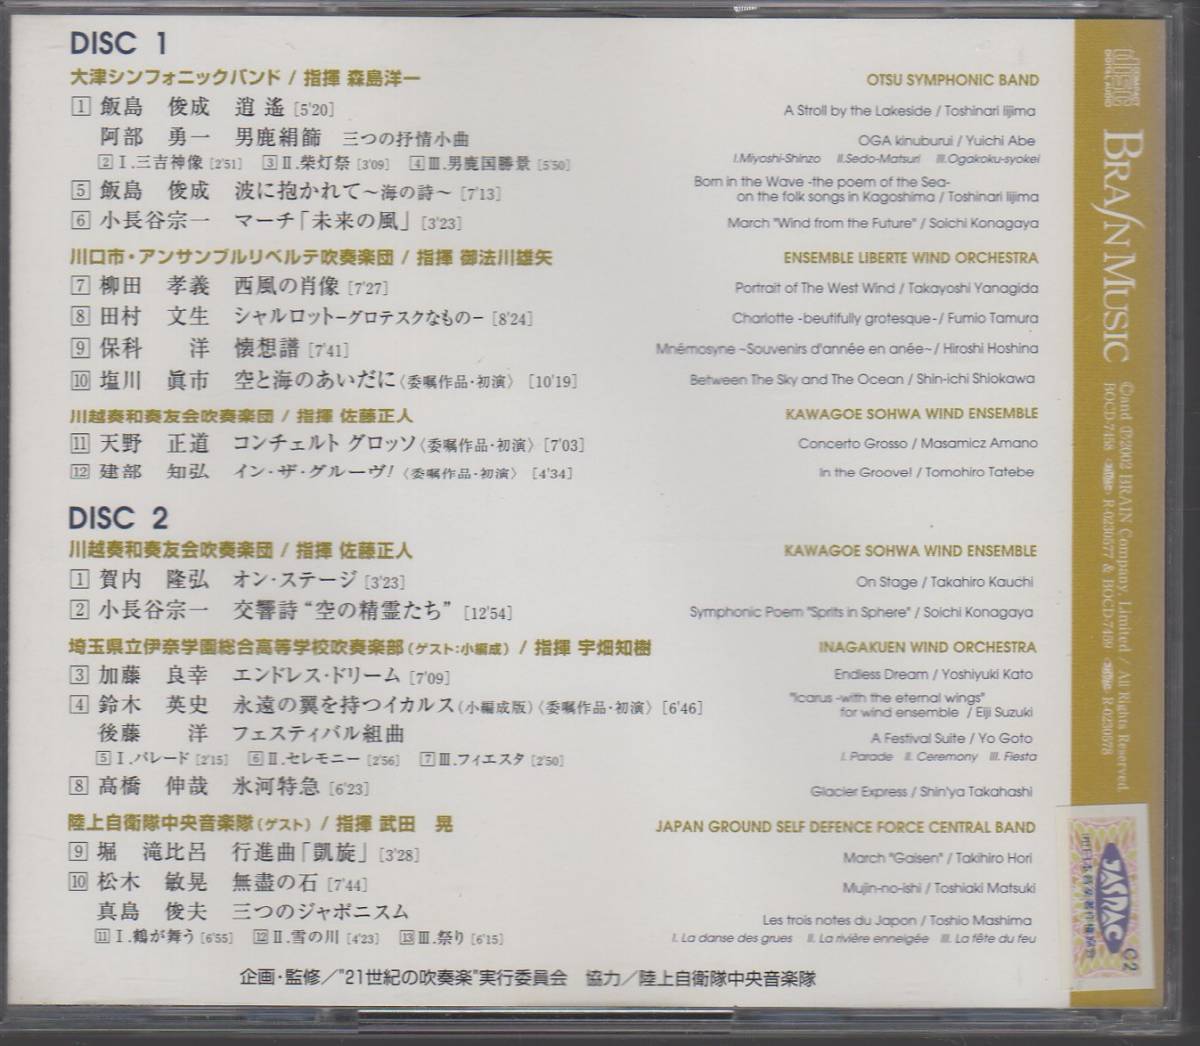 DISC 1
大津シンフォニックバンド / 指揮 森島洋一 OTSU SYMPHONIC BAND
1 飯島 俊成 逍遙 [5'20] A Stroll by the Lakeside / Toshinari Iijima
阿部 勇一 男鹿絹篩 三つの抒情小曲 OGA kinuburui / Yuichi Abe
2 Ⅰ.三吉神像 [2'51] 3 Ⅱ.柴灯祭 [3'09] 4 Ⅲ.男鹿国勝景 [5'50] I.Miyoshi-Shinzo II.Sedo-Matsuri III.Ogakoku-syokei
5 飯島 俊成 波に抱かれて〜海の詩〜 [7'13] Born in the Wave -the poem of the Sea-
on the folk songs in Kagoshima / Toshinari Iijima
6 小長谷宗一 マーチ「未来の風」 [3'23] March "Wind from the Future" / Soichi Konagaya
川口市・アンサンブルリベルテ吹奏楽団 / 指揮 御法川雄矢 ENSEMBLE LIBERTE WIND ORCHESTRA
7 柳田 孝義 西風の肖像 [7'27] Portrait of The West Wind / Takayoshi Yanagida
8 田村 文生 シャルロット−グロテスクなもの− [8'24] Charlotte -beutifully grotesque- / Fumio Tamura
9 保科 洋 懐想譜 [7'41] Mnémosyne ~Souvenirs d'année en anée~ / Hiroshi Hoshina
10 塩川 眞市 空と海のあいだに〈委嘱作品・初演〉 [10'19] Between The Sky and The Ocean / Shin-ichi Shiokawa
川越奏和奏友会吹奏楽団 / 指揮 佐藤正人 KAWAGOE SOHWA WIND ENSEMBLE
11 天野 正道 コンチェルト グロッソ〈委嘱作品・初演〉 [7'03] Concerto Grosso / Masamicz Amano
12 建部 知弘 イン・ザ・グルーヴ!〈委嘱作品・初演〉 [4'34] In the Groove! / Tomohiro Tatebe
DISC 2
川越奏和奏友会吹奏楽団 / 指揮 佐藤正人 KAWAGOE SOHWA WIND ENSEMBLE
1 賀内 隆弘 オン・ステージ [3'23] On Stage / Takahiro Kauchi
2 小長谷宗一 交響詩“空の精霊たち” [12'54] Symphonic Poem "Sprits in Sphere" / Soichi Konagaya
埼玉県立伊奈学園総合高等学校吹奏楽部(ゲスト:小編成) / 指揮 宇畑知樹 INAGAKUEN WIND ORCHESTRA
3 加藤 良幸 エンドレス・ドリーム [7'09] Endless Dream / Yoshiyuki Kato
4 鈴木 英史 永遠の翼を持つイカルス(小編成版)〈委嘱作品・初演〉 [6'46] "Icarus -with the eternal wings"
for wind ensemble / Eiji Suzuki
後藤 洋 フェスティバル組曲 A Festival Suite / Yo Goto
5 Ⅰ.パレード [2'15] 6 Ⅱ.セレモニー [2'56] 7 Ⅲ.フィエスタ [2'50] I. Parade II. Ceremony III. Fiesta
8 高橋 伸哉 氷河特急 [6'23] Glacier Express / Shin'ya Takahashi
陸上自衛隊中央音楽隊(ゲスト) / 指揮 武田 晃 JAPAN GROUND SELF DEFENCE FORCE CENTRAL BAND
9 堀 滝比呂 行進曲「凱旋」 [3'28] March "Gaisen" / Takihiro Hori
10 松木 敏晃 無盡の石 [7'44] Mujin-no-ishi / Toshiaki Matsuki
真島 俊夫 三つのジャポニスム Les trois notes du Japon / Toshio Mashima
11 Ⅰ.鶴が舞う [6'55] 12 Ⅱ.雪の川 [4'23] 13 Ⅲ.祭り [6'15] I. La danse des grues II. La rivière enneigée III. La fête du feu
企画・監修/"21世紀の吹奏楽"実行委員会 協力/陸上自衛隊中央音楽隊
COMPACT disc DIGITAL AUDIO
BRAIN MUSIC
©and ℗2002 BRAIN Company, Limited / All Rights Reserved.
BOCD-7458 R-0230577 & BOCD-7459 R-0230578
JASRAC
C2